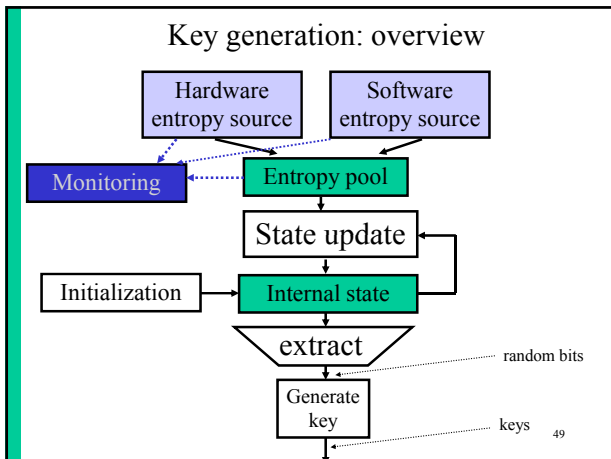 Key generation: overview
Hardware
entropy source
Software
entropy source
Monitoring
Entropy pool
State update
Initialization
Internal state
extract
random bits
Generate
key
keys
49